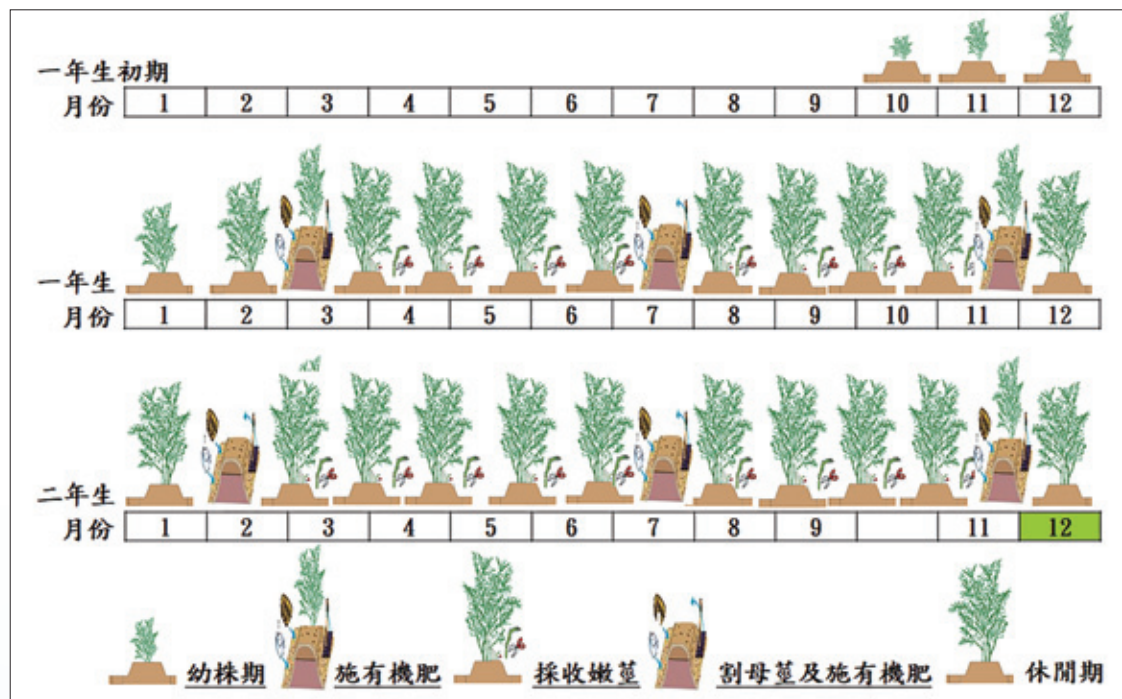 一年生初期
月份 1 2 3 4 5 6 7 8 9 10 11 12
一年生
月份 1 2 3 4 5 6 7 8 9 10 11 12
二年生
月份 1 2 3 4 5 6 7 8 9 11 12
幼株期 施有機肥 採收嫩莖 割母莖及施有機肥 休閒期